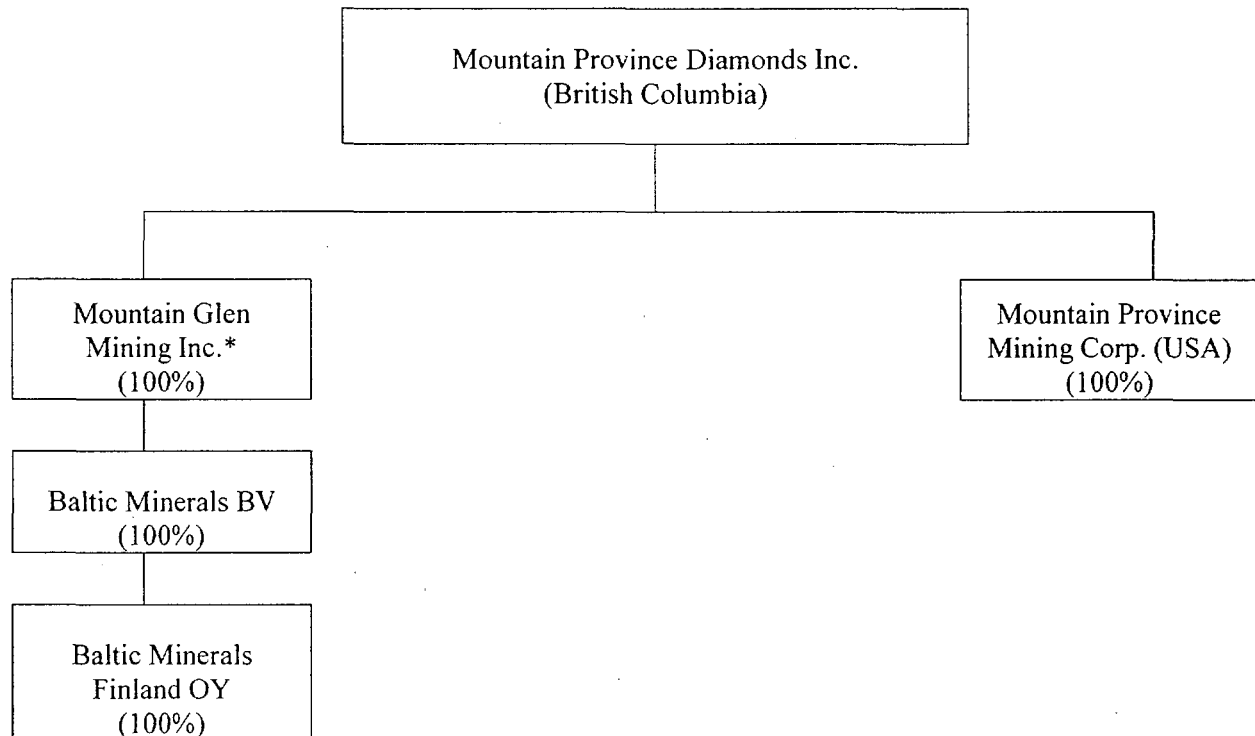 Mountain Province Diamonds Inc.
(British Columbia)
Mountain Glen
Mining Inc.*
(100%)
Mountain Province
Mining Corp. (USA)
(100%)
Baltic Minerals BV
(100%)
Baltic Minerals
Finland OY
(100%)